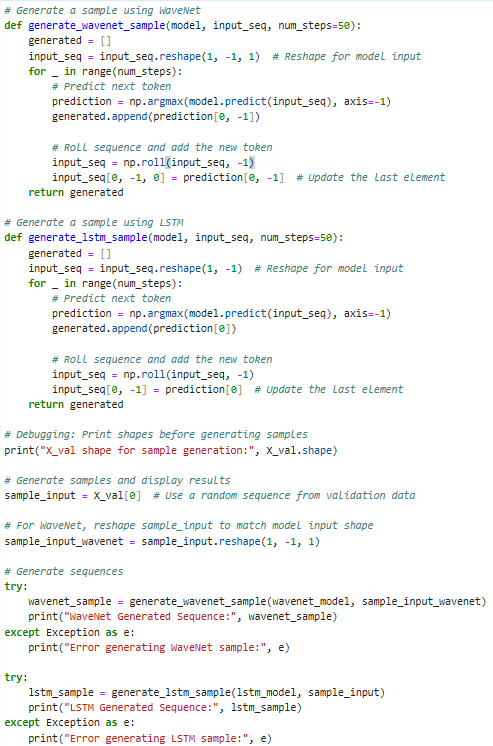 # Generate a sample using WaveNet
def generate_wavenet_sample(model, input_seq, num_steps=50):
    generated = []
    input_seq = input_seq.reshape(1, -1, 1)  # Reshape for model input
    for _ in range(num_steps):
        # Predict next token
        prediction = np.argmax(model.predict(input_seq), axis=-1)
        generated.append(prediction[0, -1])

        # Roll sequence and add the new token
        input_seq = np.roll(input_seq, -1)
        input_seq[0, -1, 0] = prediction[0, -1]  # Update the last element
    return generated

# Generate a sample using LSTM
def generate_lstm_sample(model, input_seq, num_steps=50):
    generated = []
    input_seq = input_seq.reshape(1, -1)  # Reshape for model input
    for _ in range(num_steps):
        # Predict next token
        prediction = np.argmax(model.predict(input_seq), axis=-1)
        generated.append(prediction[0])

        # Roll sequence and add the new token
        input_seq = np.roll(input_seq, -1)
        input_seq[0, -1] = prediction[0]  # Update the last element
    return generated

# Debugging: Print shapes before generating samples
print("X_val shape for sample generation:", X_val.shape)

# Generate samples and display results
sample_input = X_val[0]  # Use a random sequence from validation data

# For WaveNet, reshape sample_input to match model input shape
sample_input_wavenet = sample_input.reshape(1, -1, 1)

# Generate sequences
try:
    wavenet_sample = generate_wavenet_sample(wavenet_model, sample_input_wavenet)
    print("WaveNet Generated Sequence:", wavenet_sample)
except Exception as e:
    print("Error generating WaveNet sample:", e)

try:
    lstm_sample = generate_lstm_sample(lstm_model, sample_input)
    print("LSTM Generated Sequence:", lstm_sample)
except Exception as e:
    print("Error generating LSTM sample:", e)